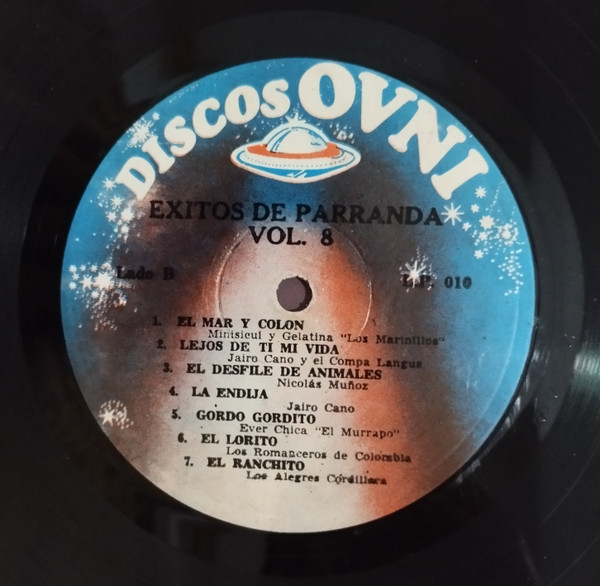 DISCOS OVNI
EXITOS DE PARRANDA
VOL. 8
Lado B
L.P. 010
1. EL MAR Y COLON
Minisicui y Gelatina "Los Marinillos"
2. LEJOS DE TI MI VIDA
Jairo Cano y el Compa Langus
3. EL DESFILE DE ANIMALES
Nicolás Muñoz
4. LA ENDIJA
Jairo Cano
5. GORDO GORDITO
Ever Chica "El Murrapo"
6. EL LORITO
Los Romanceros de Colombia
7. EL RANCHITO
Los Alegres Cordillera